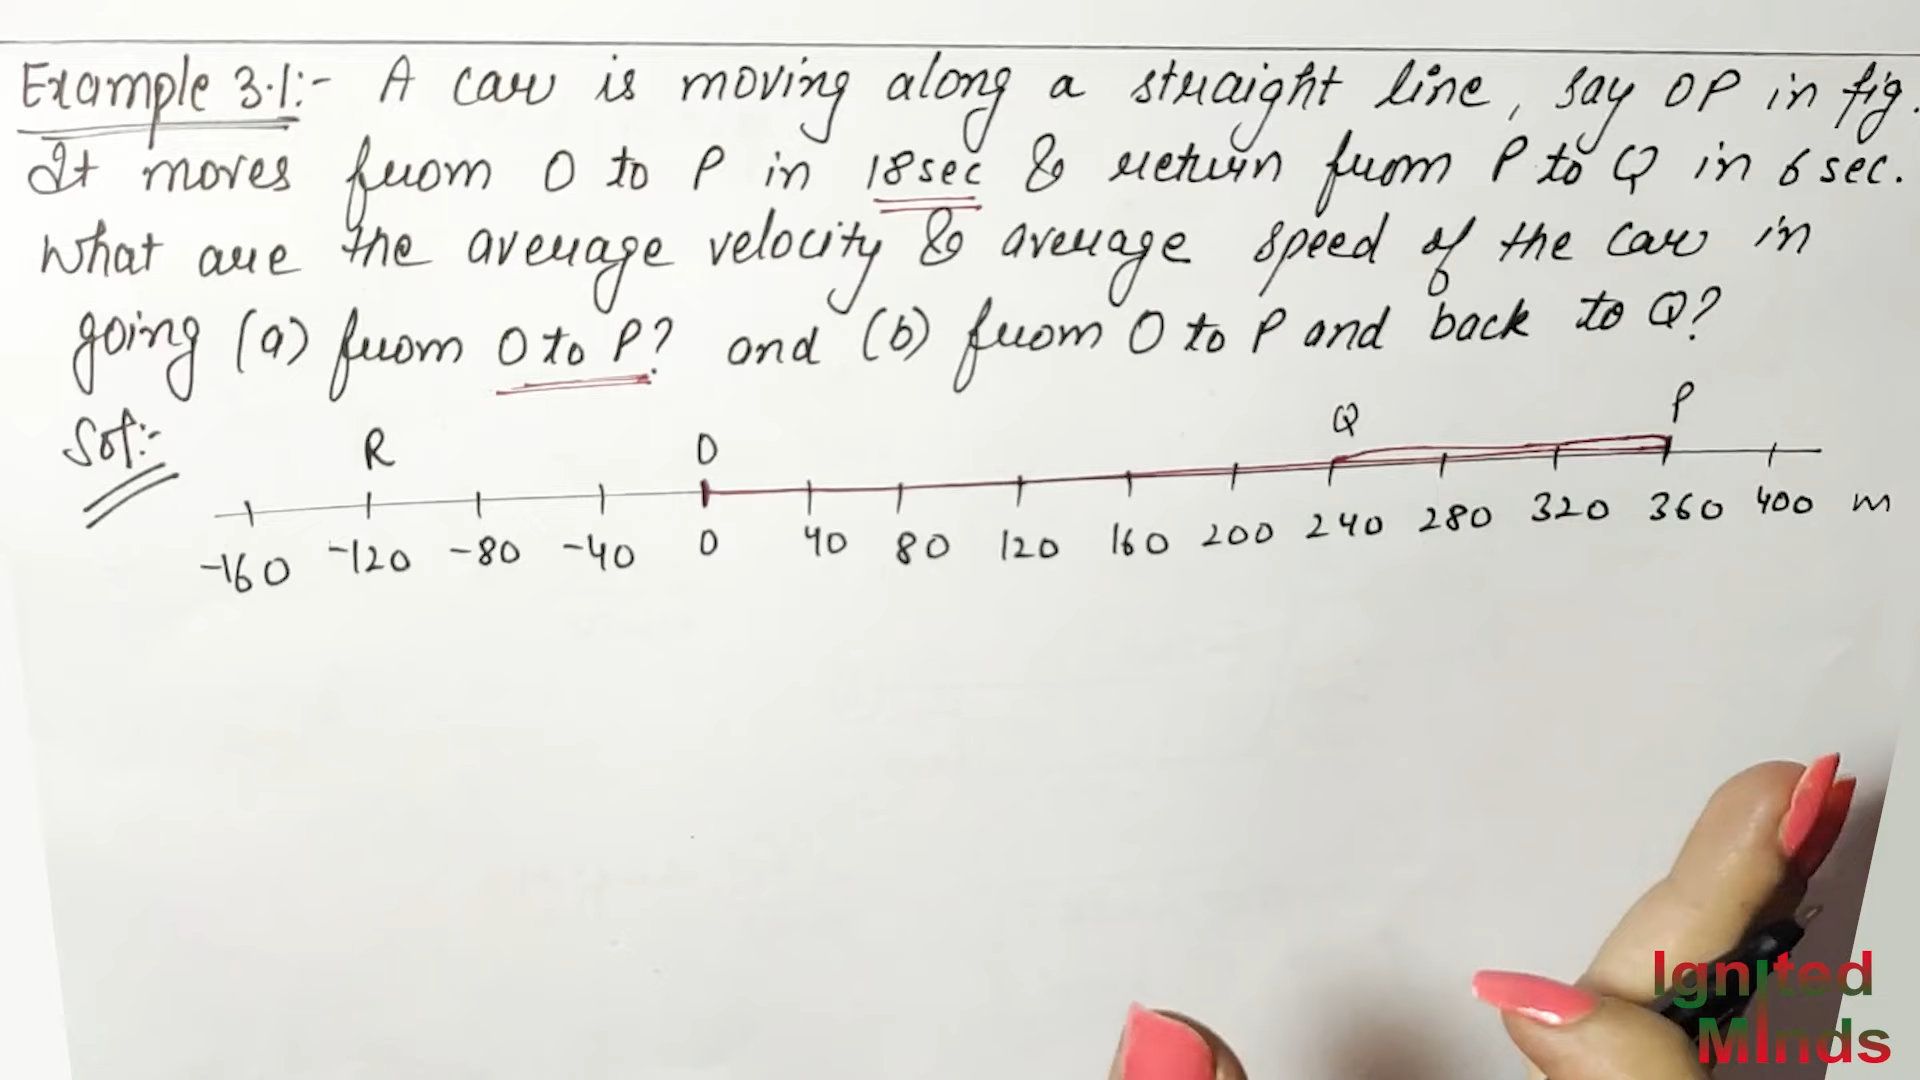 Example 3.1:- A car is moving along a straight line, say OP in fig.
It moves from O to P in 18sec & return from P to Q in 6 sec.
What are the average velocity & average speed of the car in
going (a) from O to P? and (b) from O to P and back to Q?
Sol:-
R O Q P
-160 -120 -80 -40 0 40 80 120 160 200 240 280 320 360 400 m
Ignited
Minds